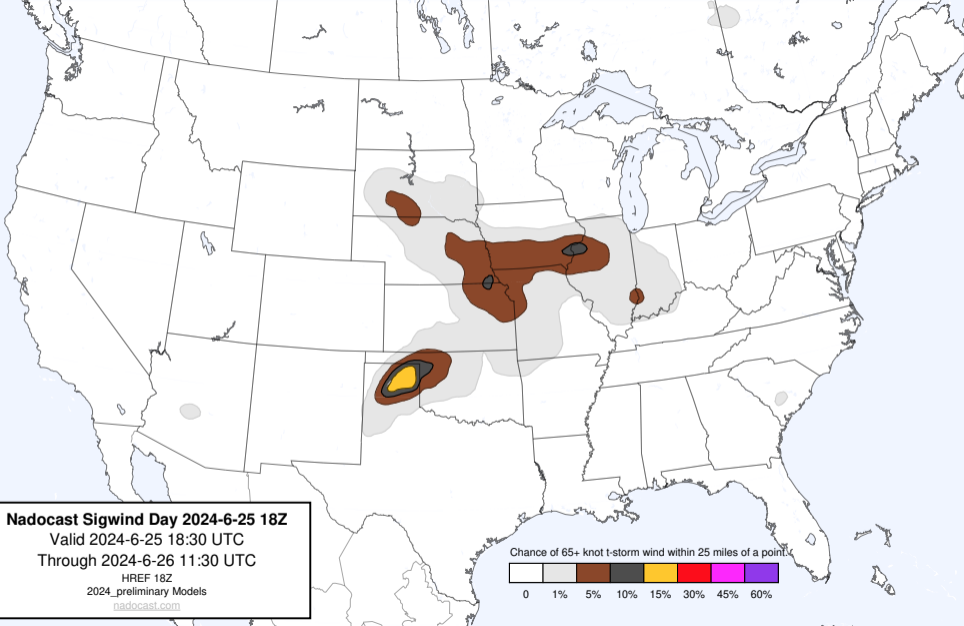 Nadocast Sigwind Day 2024-6-25 18Z
Valid 2024-6-25 18:30 UTC
Through 2024-6-26 11:30 UTC
HREF 18Z
2024_preliminary Models
nadocast.com
Chance of 65+ knot t-storm wind within 25 miles of a point.
0 1% 5% 10% 15% 30% 45% 60%